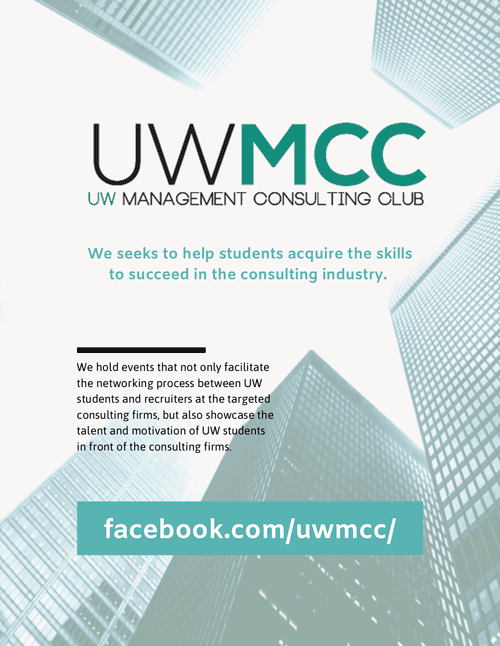 UWMCC
UW MANAGEMENT CONSULTING CLUB
We seeks to help students acquire the skills
to succeed in the consulting industry.
We hold events that not only facilitate
the networking process between UW
students and recruiters at the targeted
consulting firms, but also showcase the
talent and motivation of UW students
in front of the consulting firms.
facebook.com/uwmcc/